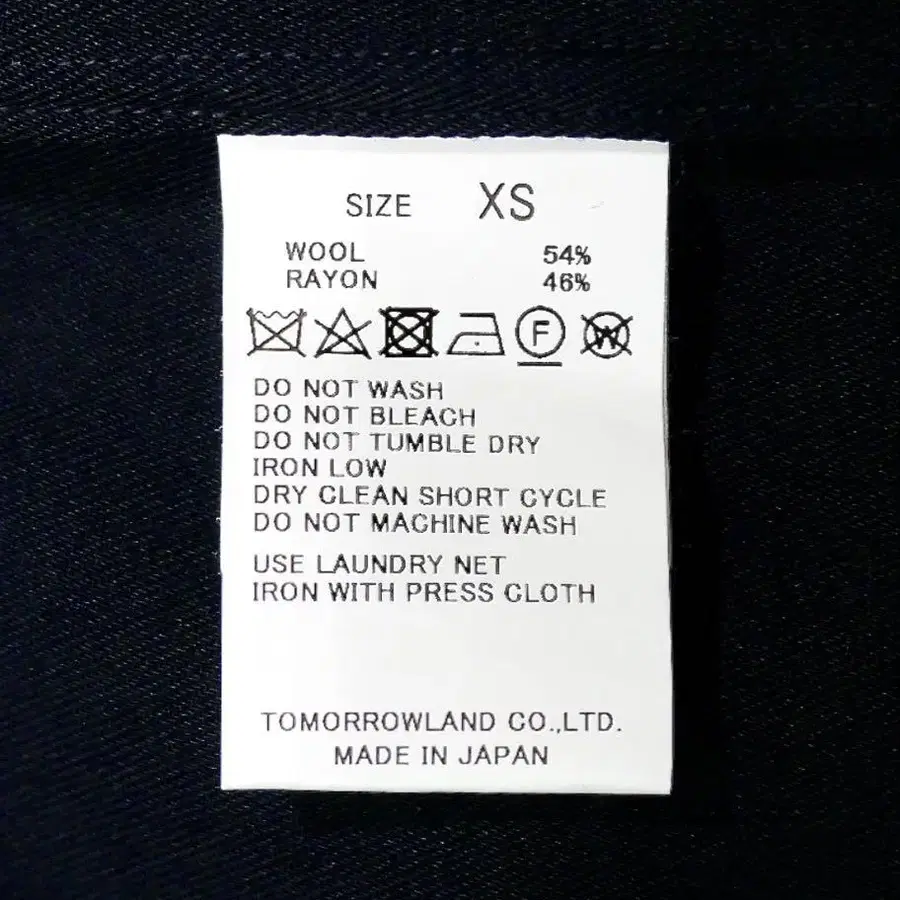 SIZE XS
WOOL 54%
RAYON 46%
F W
DO NOT WASH
DO NOT BLEACH
DO NOT TUMBLE DRY
IRON LOW
DRY CLEAN SHORT CYCLE
DO NOT MACHINE WASH
USE LAUNDRY NET
IRON WITH PRESS CLOTH
TOMORROWLAND CO.,LTD.
MADE IN JAPAN